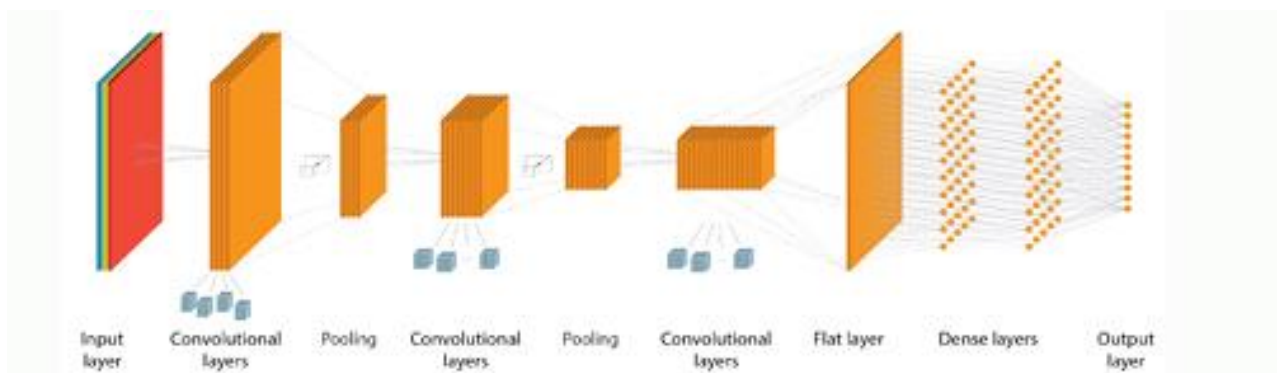 Input layer
Convolutional layers
Pooling
Convolutional layers
Pooling
Convolutional layers
Flat layer
Dense layers
Output layer